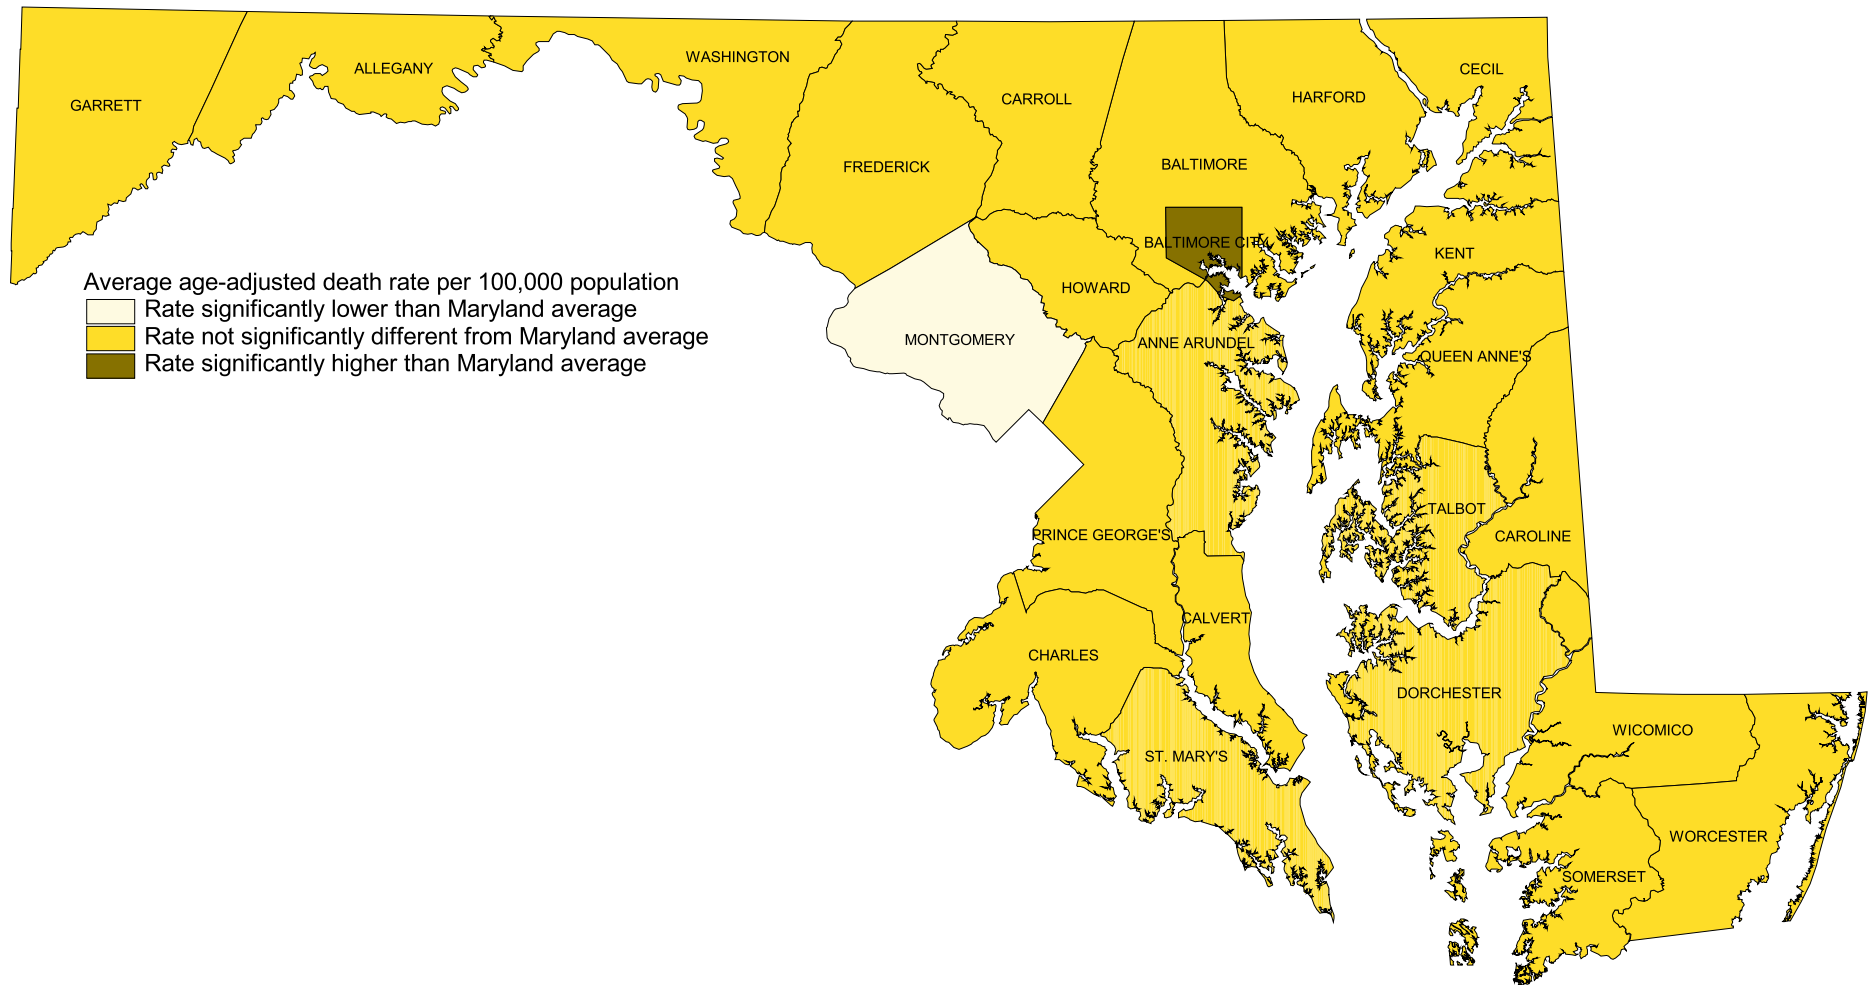 WASHINGTON
ALLEGANY
CECIL
GARRETT
CARROLL
HARFORD
FREDERICK
BALTIMORE
BALTIMORE CITY
KENT
Average age-adjusted death rate per 100,000 population
Rate significantly lower than Maryland average
Rate not significantly different from Maryland average
Rate significantly higher than Maryland average
HOWARD
MONTGOMERY
ANNE ARUNDEL
QUEEN ANNE'S
TALBOT
PRINCE GEORGE'S
CAROLINE
CALVERT
CHARLES
DORCHESTER
WICOMICO
ST. MARY'S
WORCESTER
SOMERSET